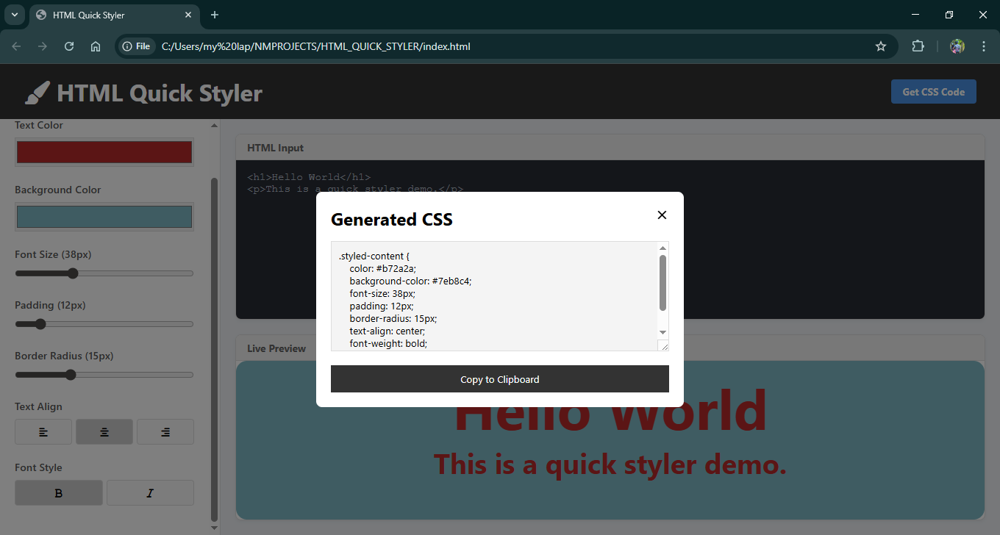 HTML Quick Styler
File
C:/Users/my%20lap/NMPROJECTS/HTML_QUICK_STYLER/index.html
HTML Quick Styler
Get CSS Code
Text Color
Background Color
Font Size (38px)
Padding (12px)
Border Radius (15px)
Text Align
Font Style
B
I
HTML Input
<h1>Hello World</h1>
<p>This is a quick styler demo.</p>
Generated CSS
.styled-content {
color: #b72a2a;
background-color: #7eb8c4;
font-size: 38px;
padding: 12px;
border-radius: 15px;
text-align: center;
font-weight: bold;
Copy to Clipboard
Live Preview
Hello World
This is a quick styler demo.